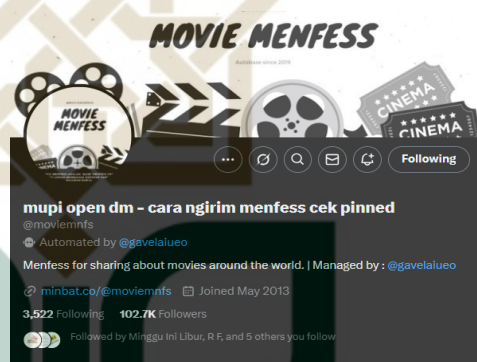 MOVIE MENFESS
Autobase since 2019
MOVIE
MENFESS
CINEMA
CINEMA
Following
mupi open dm - cara ngirim menfess cek pinned
@moviemnfs
Automated by @gavelaiueo
Menfess for sharing about movies around the world. | Managed by : @gavelaiueo
minbat.co/@moviemnfs Joined May 2013
3,522 Following 102.7K Followers
Followed by Minggu Ini Libur, R F, and 5 others you follow